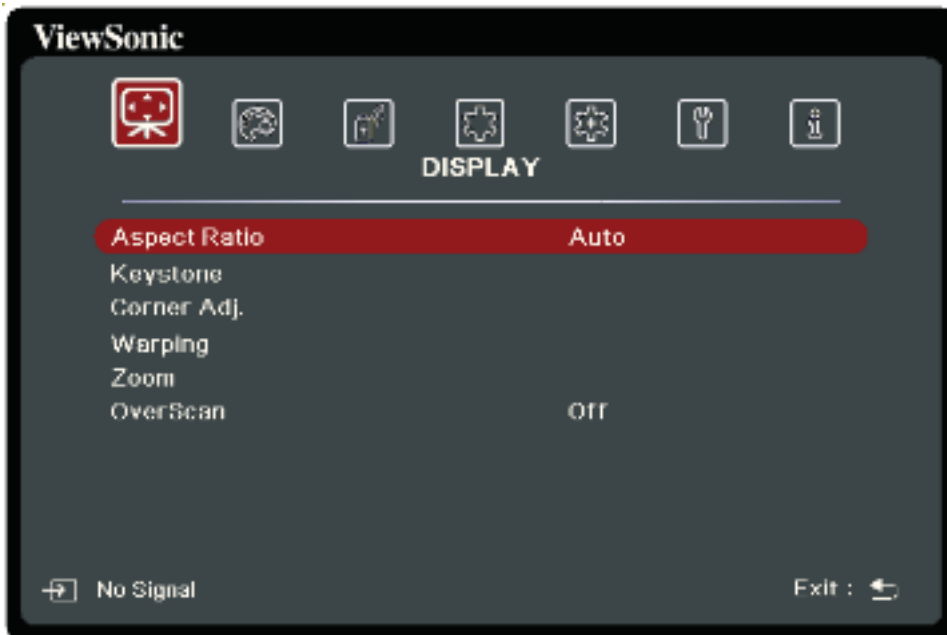 ViewSonic
DISPLAY
Aspect Ratio Auto
Keystone
Corner Adj.
Warping
Zoom
OverScan Off
No Signal Exit :